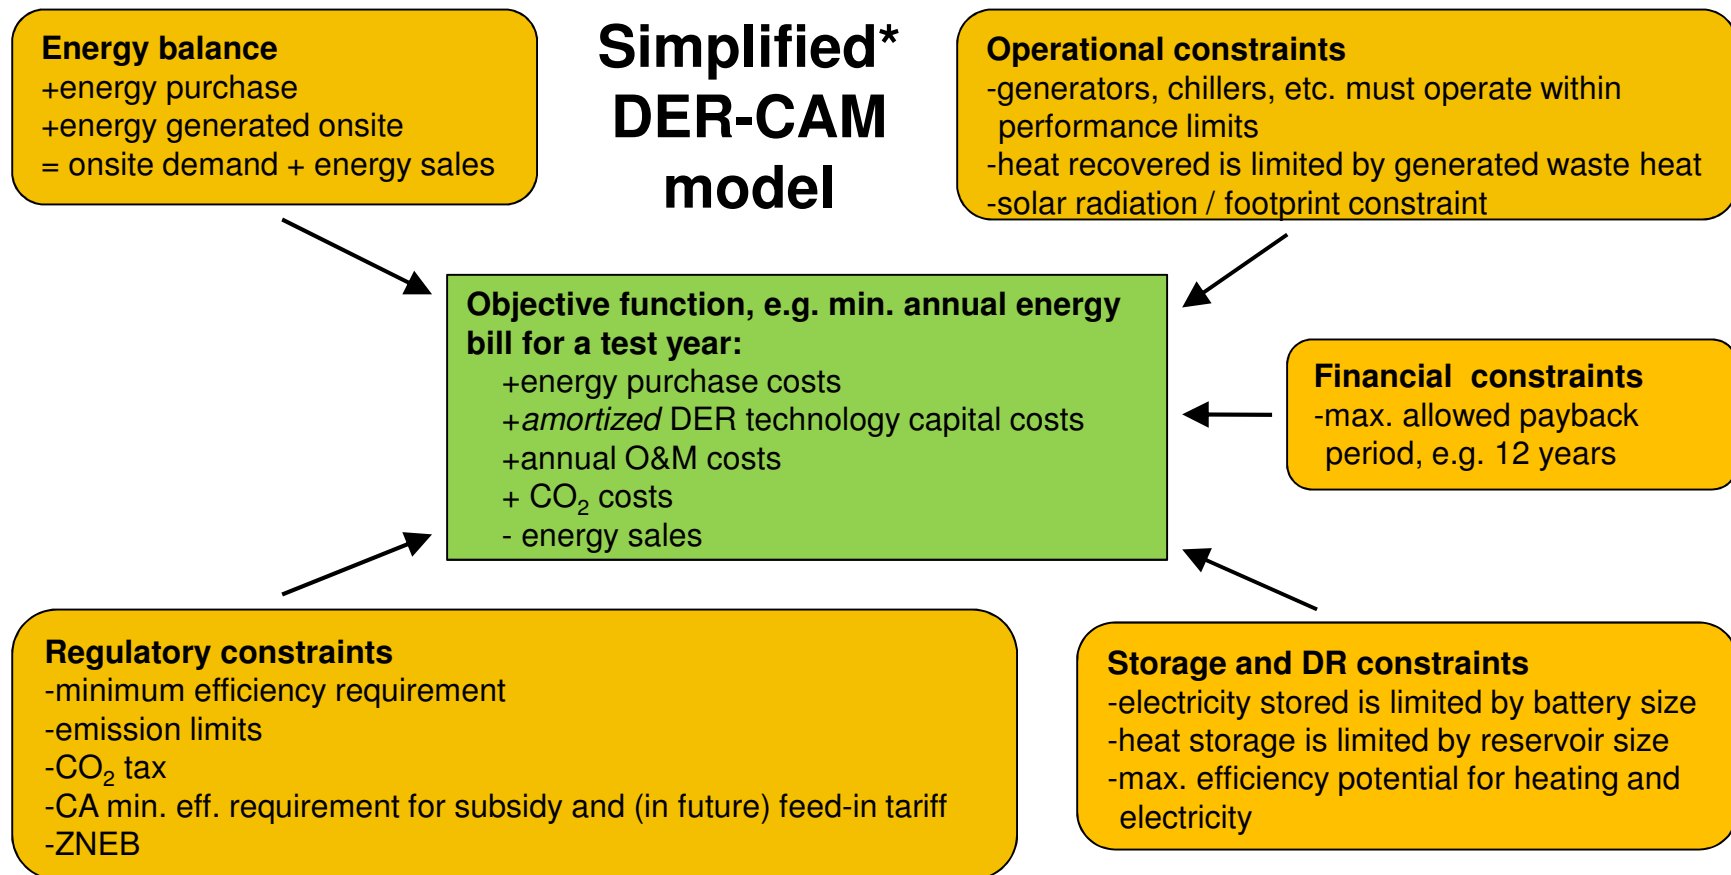 Simplified*
DER-CAM
model
Energy balance
+energy purchase
+energy generated onsite
= onsite demand + energy sales
Operational constraints
-generators, chillers, etc. must operate within
performance limits
-heat recovered is limited by generated waste heat
-solar radiation / footprint constraint
Objective function, e.g. min. annual energy
bill for a test year:
+energy purchase costs
+amortized DER technology capital costs
+annual O&M costs
+ CO₂ costs
- energy sales
Financial constraints
-max. allowed payback
period, e.g. 12 years
Regulatory constraints
-minimum efficiency requirement
-emission limits
-CO₂ tax
-CA min. eff. requirement for subsidy and (in future) feed-in tariff
-ZNEB
Storage and DR constraints
-electricity stored is limited by battery size
-heat storage is limited by reservoir size
-max. efficiency potential for heating and
electricity